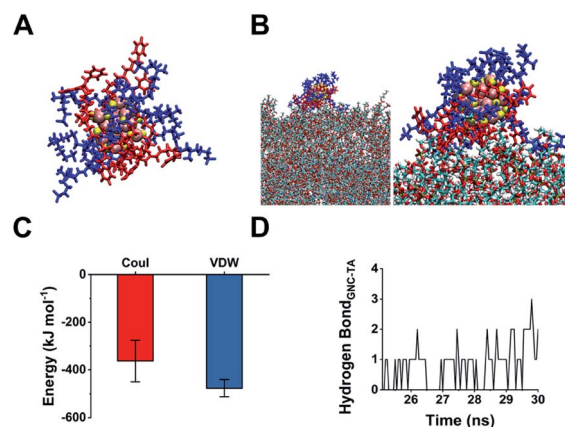 A
B
C
Coul VDW
0
-200
-400
-600
Energy (kJ mol⁻¹)
D
4
3
2
1
0
Hydrogen Bond_GNC-TA
26 27 28 29 30
Time (ns)